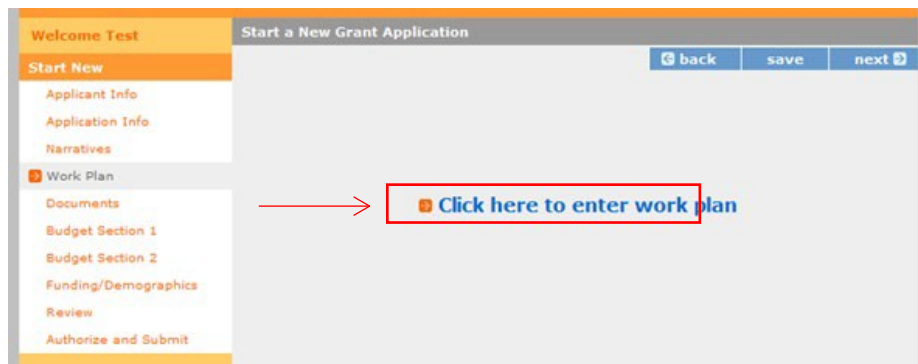 Welcome Test
Start a New Grant Application
back save next
Start New
Applicant Info
Application Info
Narratives
Work Plan
Documents
Click here to enter work plan
Budget Section 1
Budget Section 2
Funding/Demographics
Review
Authorize and Submit